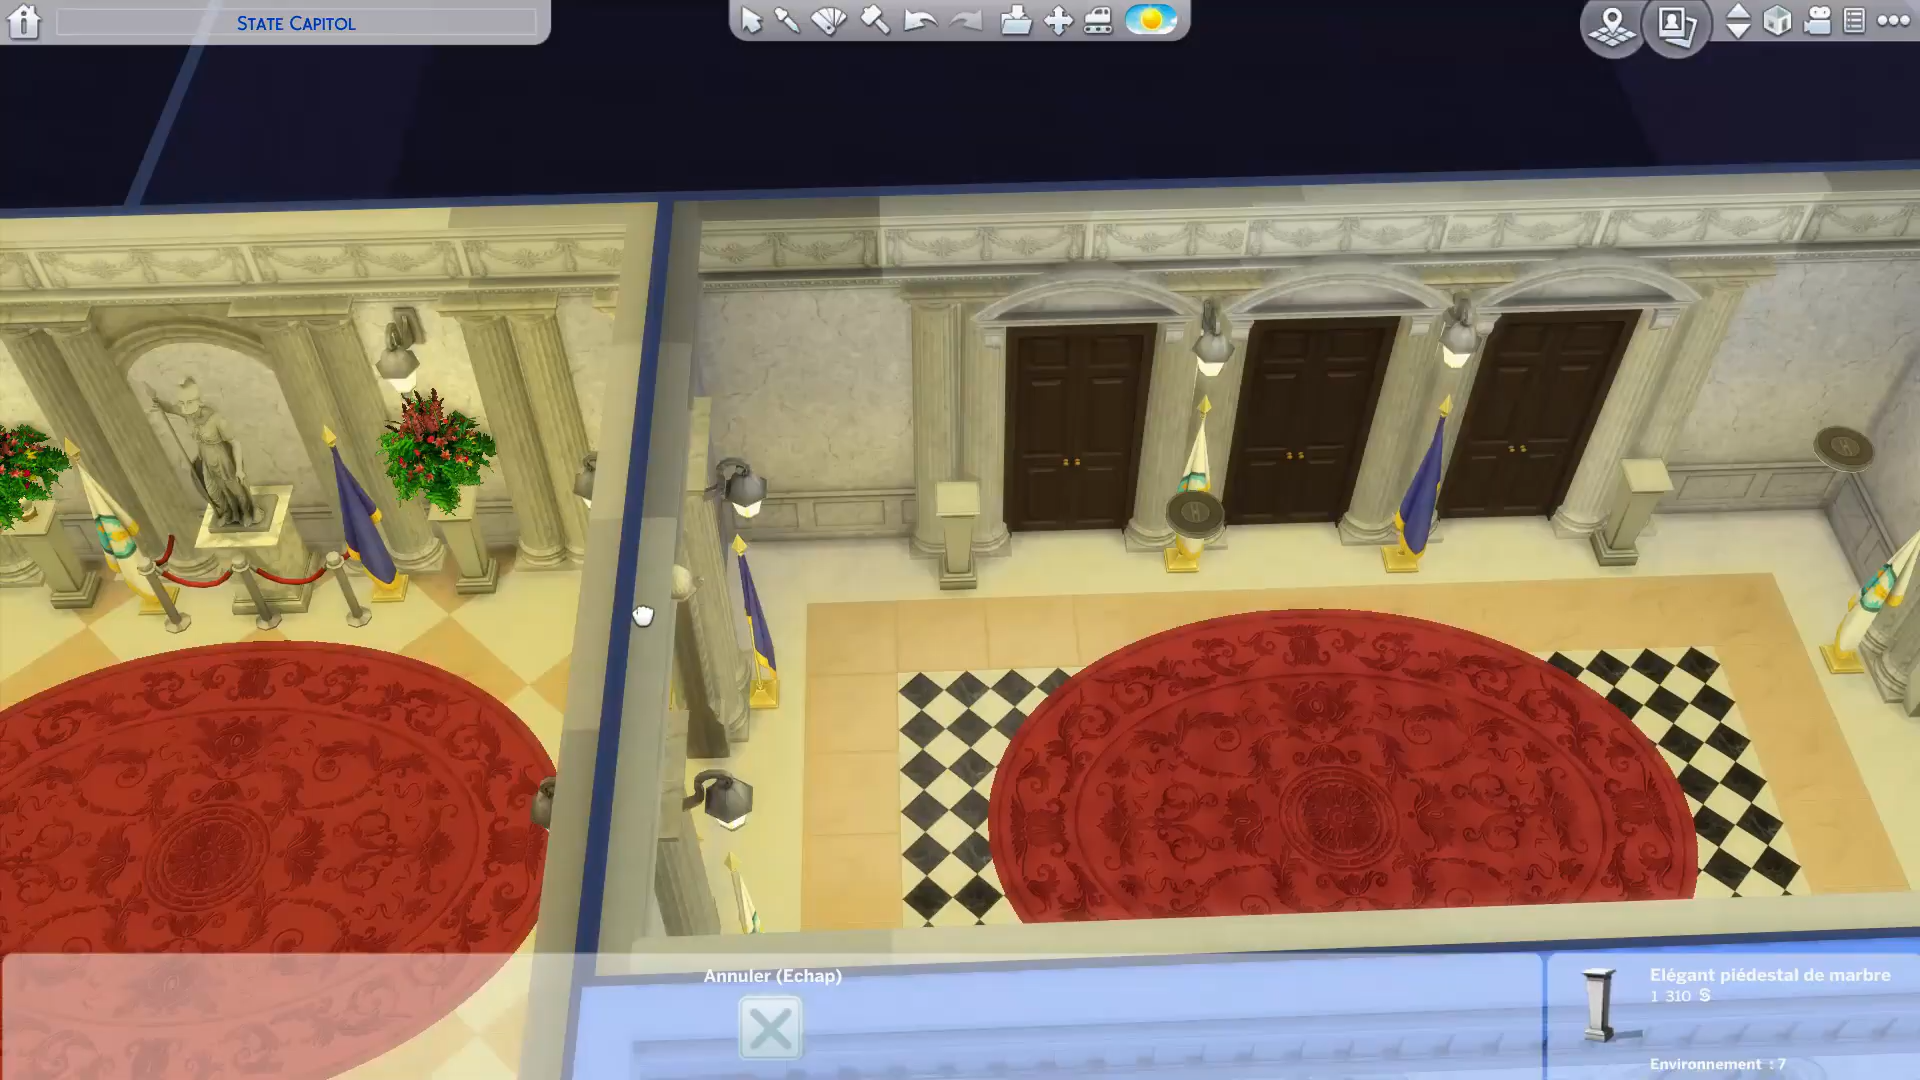 STATE CAPITOL
Annuler (Echap)
Elégant piédestal de marbre
1 310 $
Environnement : 7